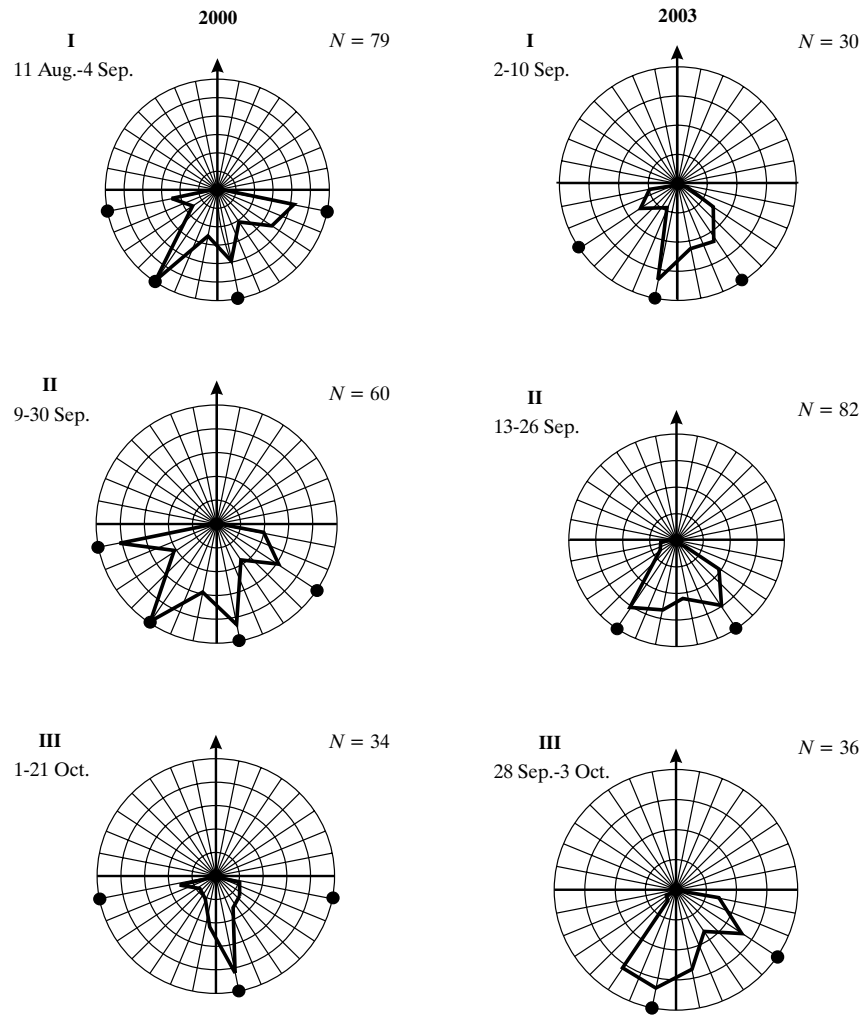 2000
I
N = 79
11 Aug.-4 Sep.
II
N = 60
9-30 Sep.
III
N = 34
1-21 Oct.
2003
I
N = 30
2-10 Sep.
II
N = 82
13-26 Sep.
III
N = 36
28 Sep.-3 Oct.